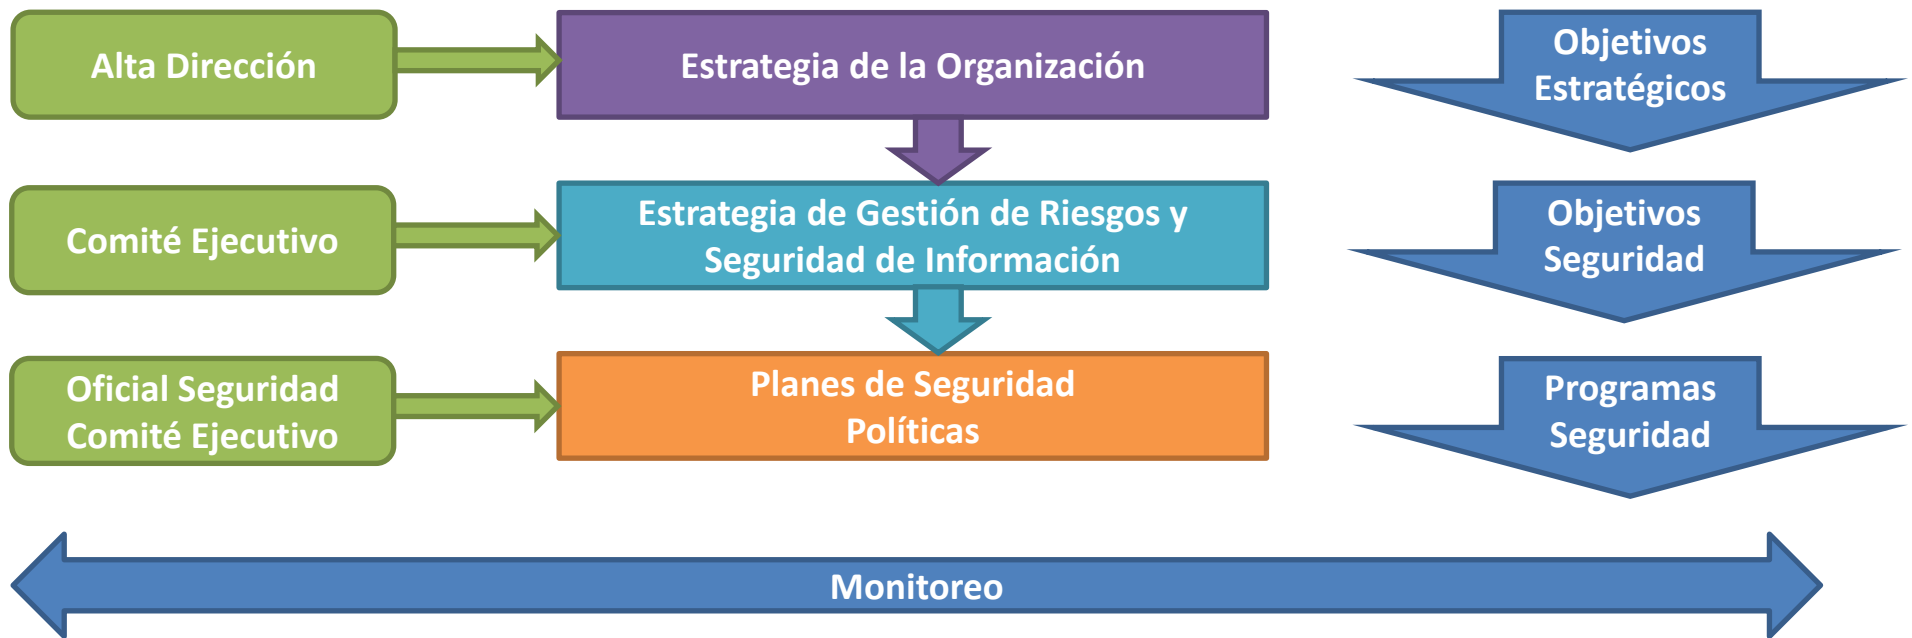 Alta Dirección
Estrategia de la Organización
Objetivos
Estratégicos
Comité Ejecutivo
Estrategia de Gestión de Riesgos y
Seguridad de Información
Objetivos
Seguridad
Oficial Seguridad
Comité Ejecutivo
Planes de Seguridad
Políticas
Programas
Seguridad
Monitoreo